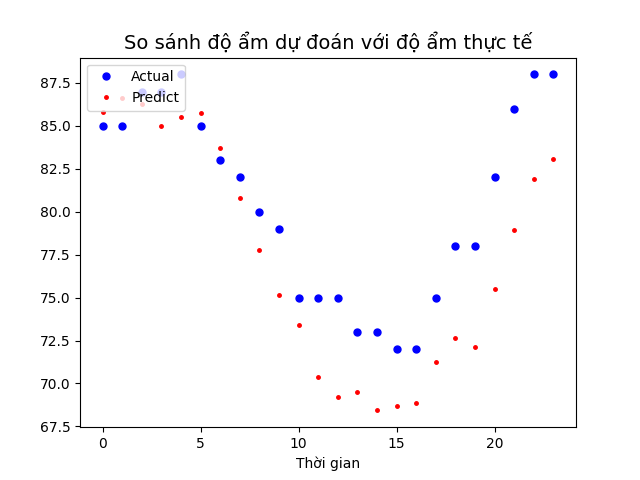 So sánh độ ẩm dự đoán với độ ẩm thực tế
Actual
Predict
87.5
85.0
82.5
80.0
77.5
75.0
72.5
70.0
67.5
0 5 10 15 20
Thời gian